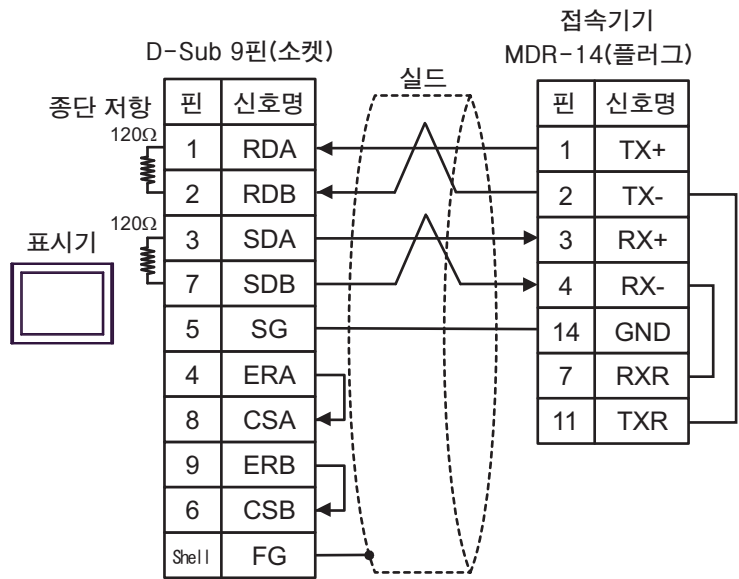 접속기기
D-Sub 9핀(소켓)
MDR-14(플러그)
실드
종단 저항
핀 신호명
핀 신호명
120Ω
1 RDA
1 TX+
2 RDB
2 TX-
120Ω
표시기
3 SDA
3 RX+
7 SDB
4 RX-
5 SG
14 GND
4 ERA
7 RXR
8 CSA
11 TXR
9 ERB
6 CSB
Shell FG